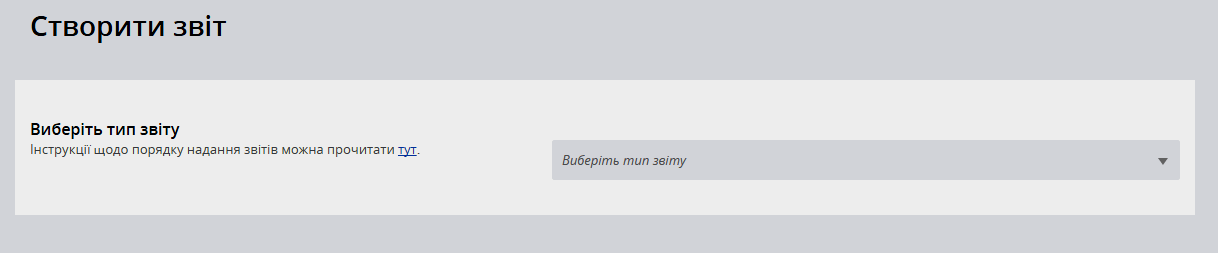 Створити звіт
Виберіть тип звіту
Інструкції щодо порядку надання звітів можна прочитати тут.
Виберіть тип звіту